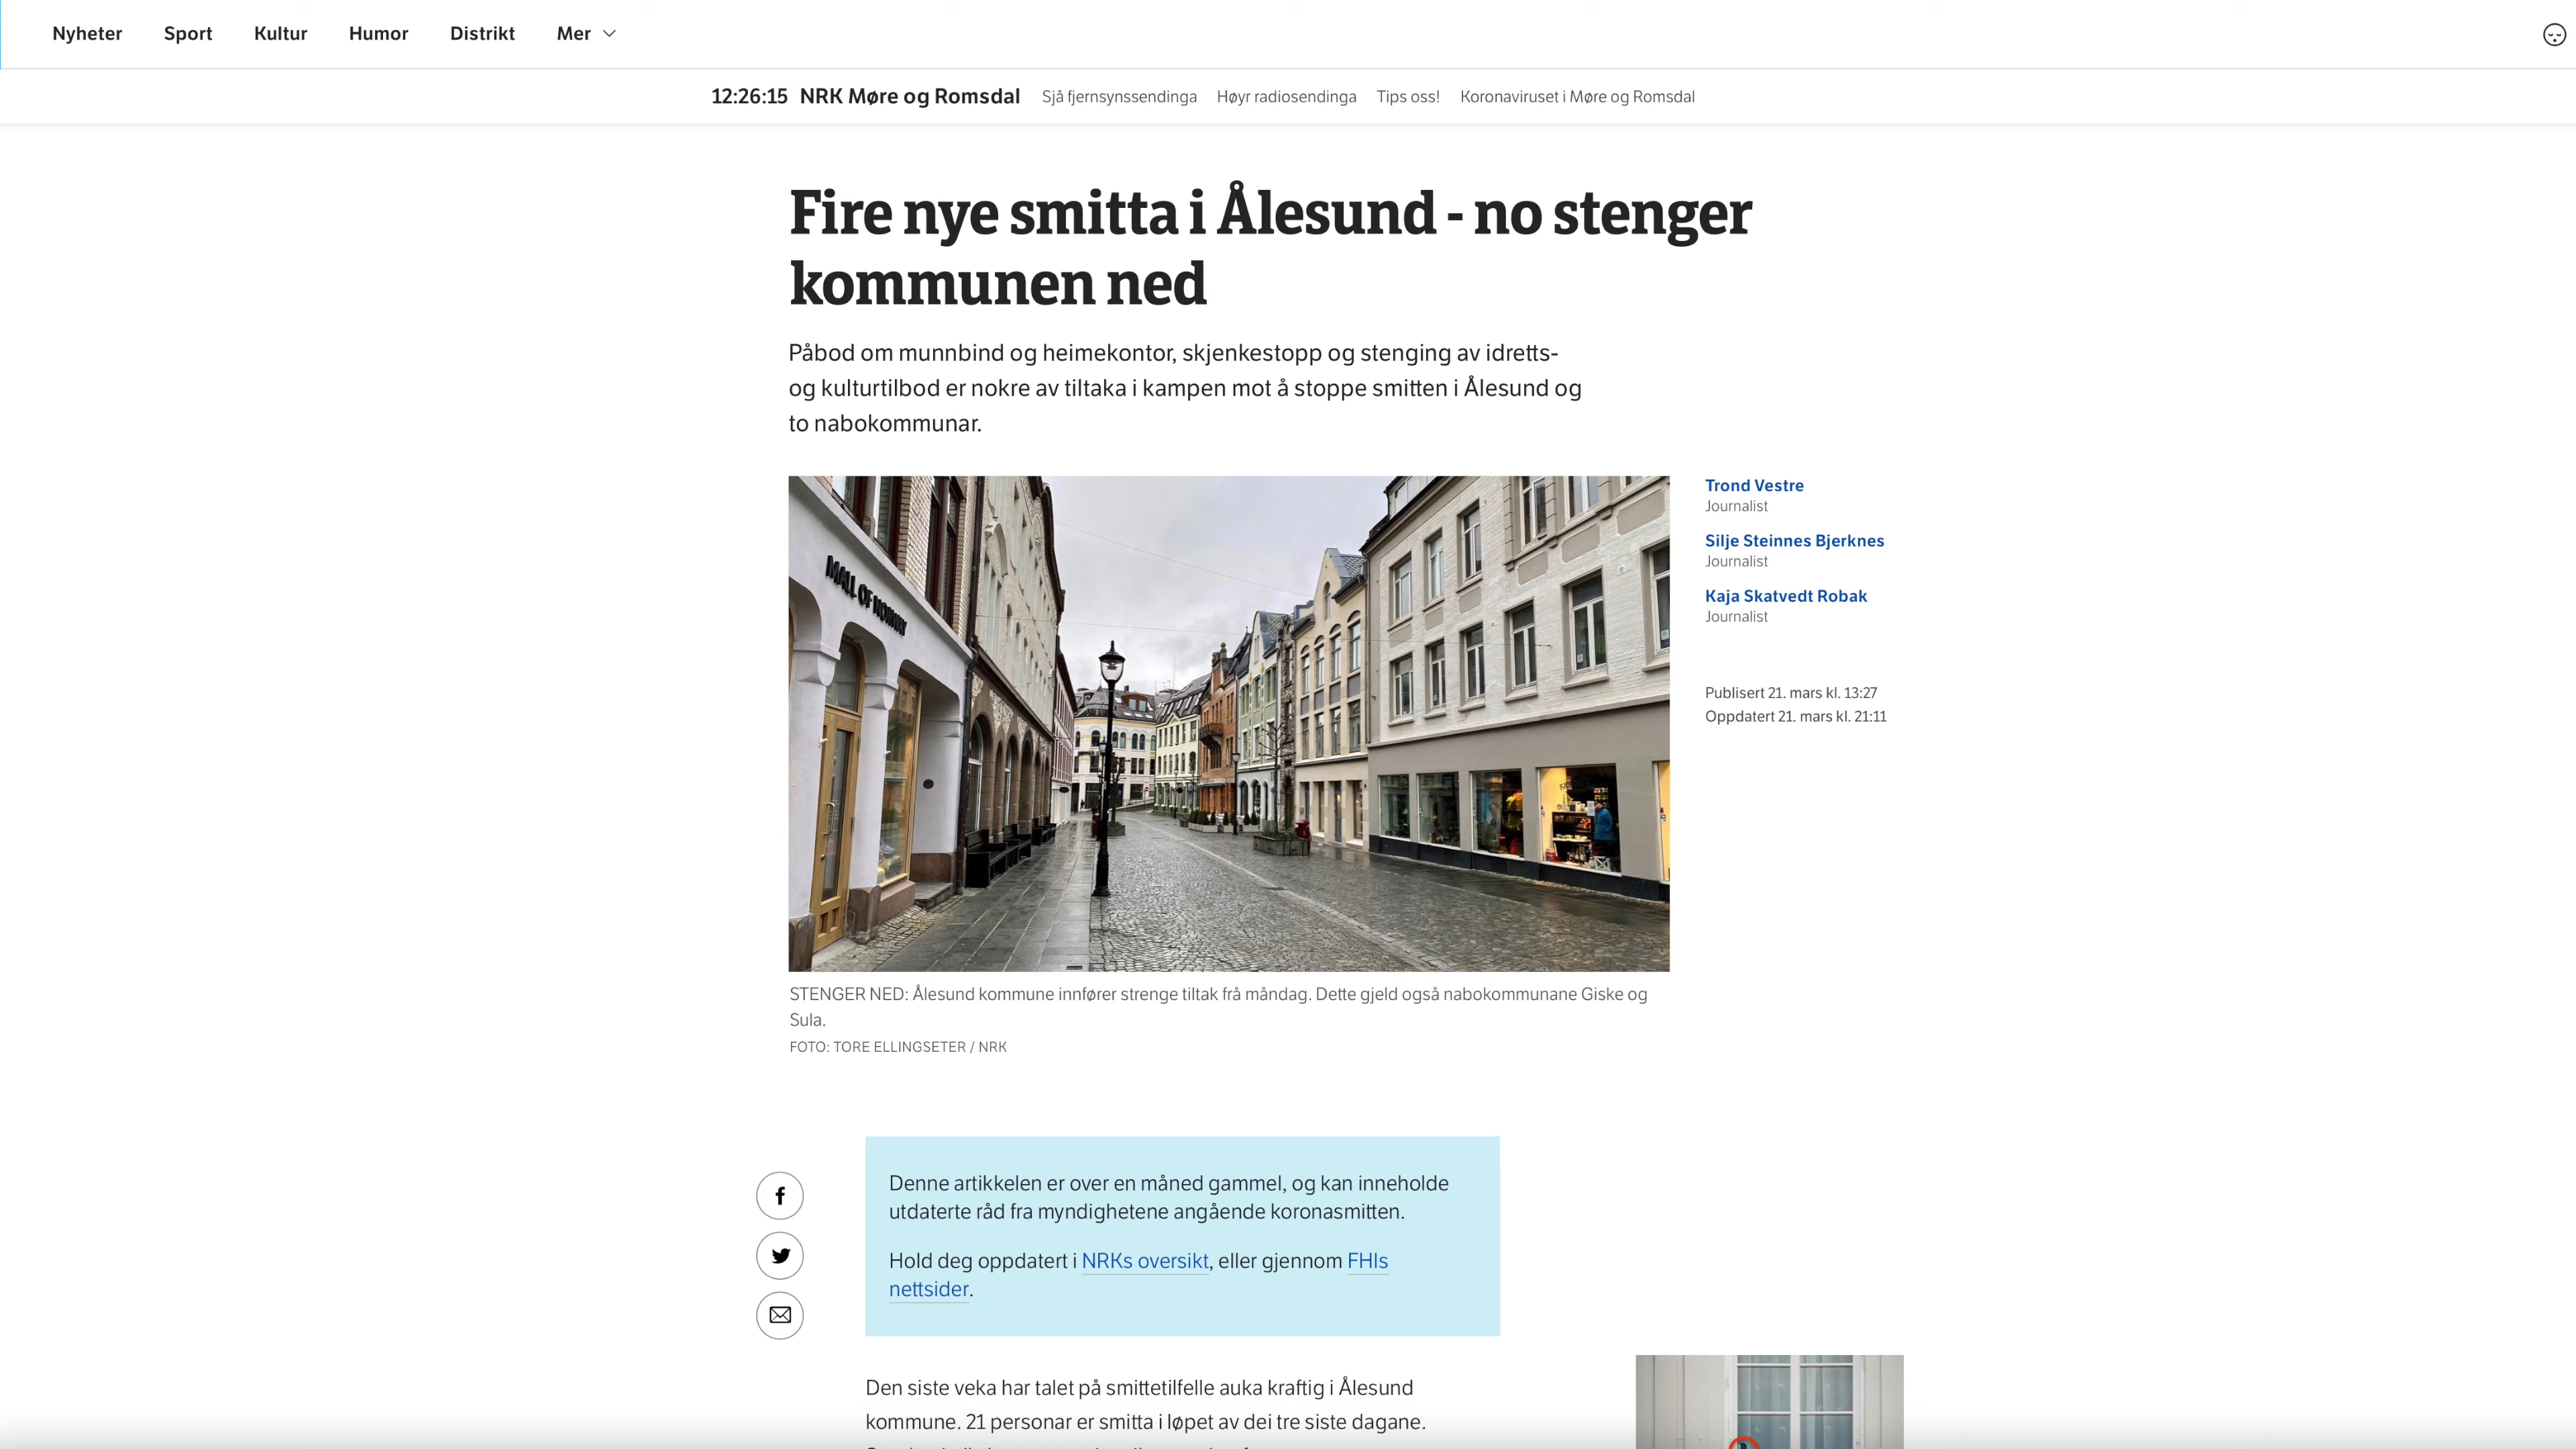 Nyheter Sport Kultur Humor Distrikt Mer
12:26:15 NRK Møre og Romsdal Sjå fjernsynssendinga Høyr radiosendinga Tips oss! Koronaviruset i Møre og Romsdal
Fire nye smitta i Ålesund - no stenger
kommunen ned
Påbod om munnbind og heimekontor, skjenkestopp og stenging av idretts-
og kulturtilbod er nokre av tiltaka i kampen mot å stoppe smitten i Ålesund og
to nabokommunar.
MALL OF NORWAY
Trond Vestre
Journalist
Silje Steinnes Bjerknes
Journalist
Kaja Skatvedt Robak
Journalist
Publisert 21. mars kl. 13:27
Oppdatert 21. mars kl. 21:11
STENGER NED: Ålesund kommune innfører strenge tiltak frå måndag. Dette gjeld også nabokommunane Giske og
Sula.
FOTO: TORE ELLINGSETER / NRK
Denne artikkelen er over en måned gammel, og kan inneholde
utdaterte råd fra myndighetene angående koronasmitten.
Hold deg oppdatert i NRKs oversikt, eller gjennom FHIs
nettsider.
Den siste veka har talet på smittetilfelle auka kraftig i Ålesund
kommune. 21 personar er smitta i løpet av dei tre siste dagane.